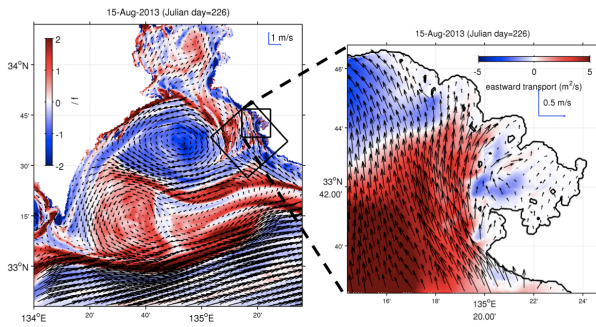 15-Aug-2013 (Julian day=226)
34°N
45'
30'
15'
33°N
134°E
20'
40'
135°E
20'
2
1
0
-1
-2
/ f
1 m/s
15-Aug-2013 (Julian day=226)
46'
44'
33°N
42.00'
40'
16'
18'
135°E
20.00'
22'
24'
-5
0
5
eastward transport (m²/s)
0.5 m/s